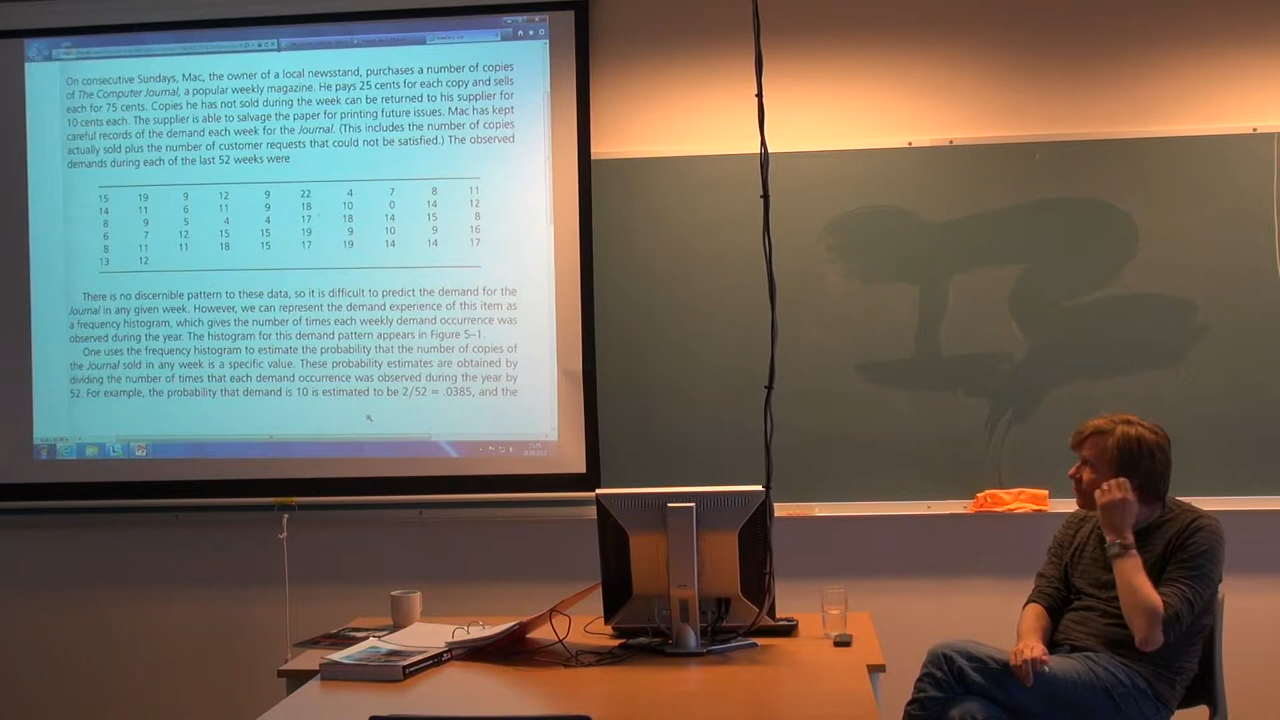 On consecutive Sundays, Mac, the owner of a local newsstand, purchases a number of copies
of The Computer Journal, a popular weekly magazine. He pays 25 cents for each copy and sells
each for 75 cents. Copies he has not sold during the week can be returned to his supplier for
10 cents each. The supplier is able to salvage the paper for printing future issues. Mac has kept
careful records of the demand each week for the Journal. (This includes the number of copies
actually sold plus the number of customer requests that could not be satisfied.) The observed
demands during each of the last 52 weeks were
15 19 9 12 9 22 4 7 8 11
14 11 6 11 9 18 10 0 14 12
8 9 5 4 4 17 18 14 15 8
6 7 12 15 15 19 9 10 9 16
8 11 11 18 15 17 19 14 14 17
13 12
There is no discernible pattern to these data, so it is difficult to predict the demand for the
Journal in any given week. However, we can represent the demand experience of this item as
a frequency histogram, which gives the number of times each weekly demand occurrence was
observed during the year. The histogram for this demand pattern appears in Figure 5–1.
One uses the frequency histogram to estimate the probability that the number of copies of
the Journal sold in any week is a specific value. These probability estimates are obtained by
dividing the number of times that each demand occurrence was observed during the year by
52. For example, the probability that demand is 10 is estimated to be 2/52 = .0385, and the